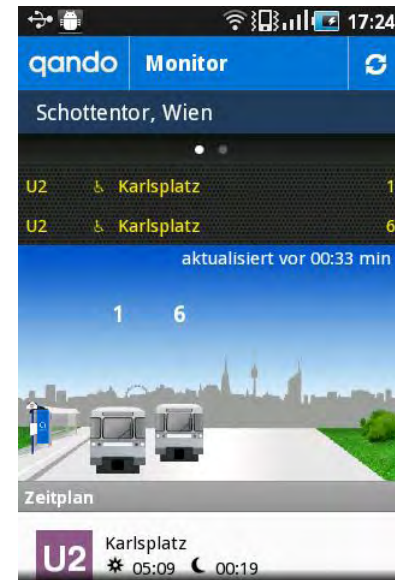 17:24
qando Monitor
Schottentor, Wien
U2 Karlsplatz 1
U2 Karlsplatz 6
aktualisiert vor 00:33 min
1 6
Zeitplan
U2 Karlsplatz
05:09 00:19